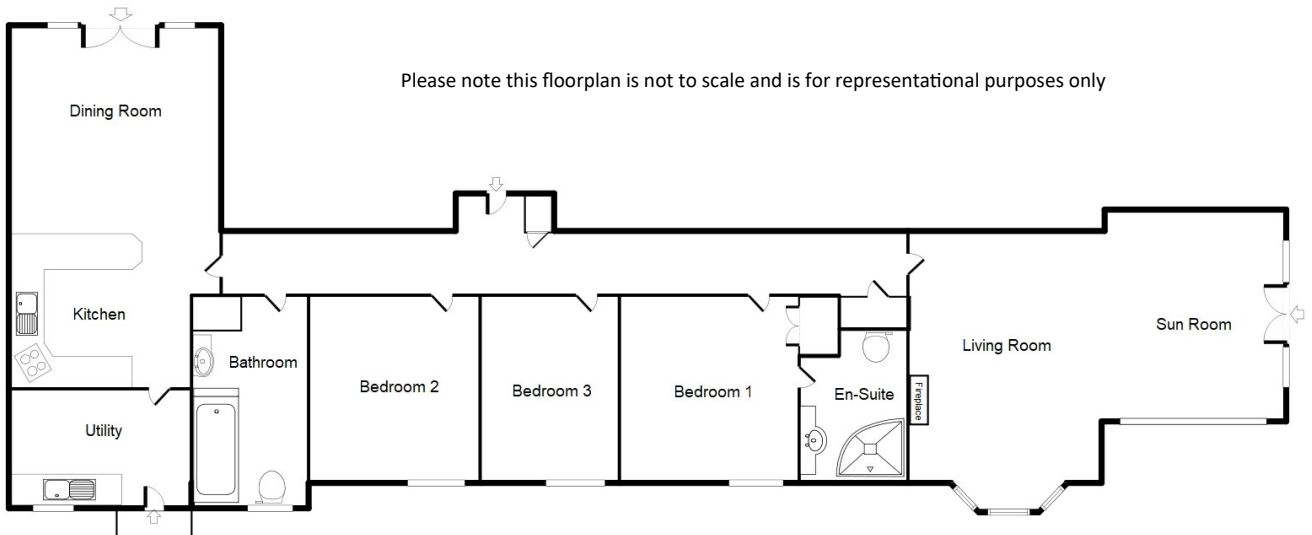 Please note this floorplan is not to scale and is for representational purposes only
Dining Room
Kitchen
Utility
Bathroom
Bedroom 2
Bedroom 3
Bedroom 1
En-Suite
Fireplace
Living Room
Sun Room